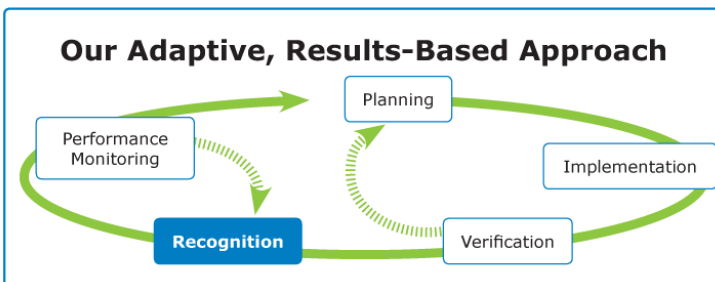 Our Adaptive, Results-Based Approach
Planning
Performance
Monitoring
Implementation
Recognition
Verification